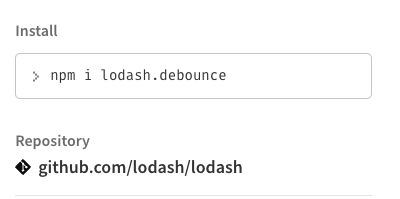 Install
> npm i lodash.debounce
Repository
github.com/lodash/lodash